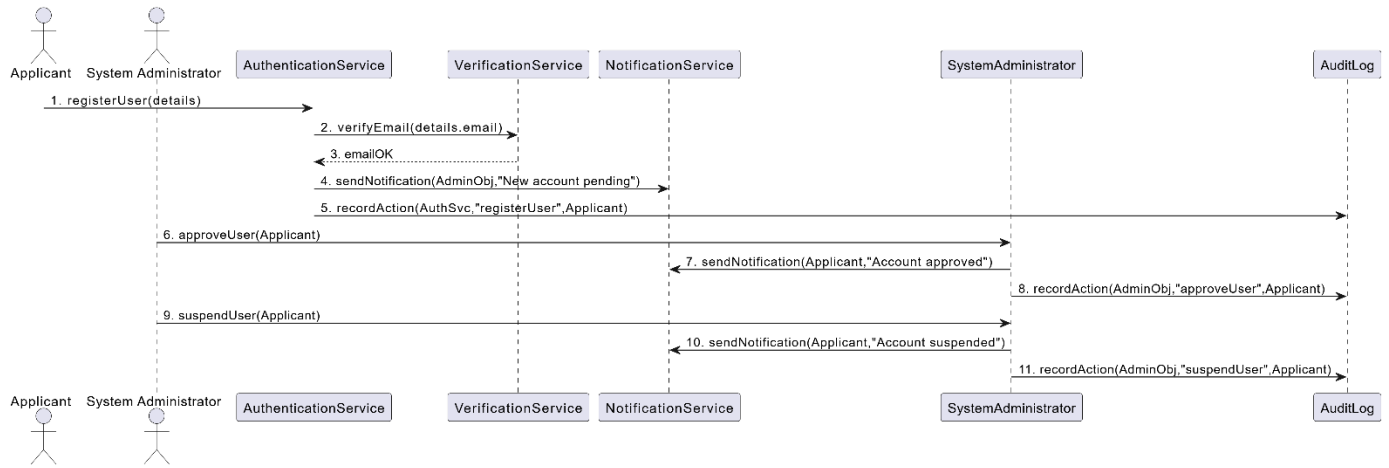 Applicant
System Administrator
AuthenticationService
VerificationService
NotificationService
SystemAdministrator
AuditLog
1. registerUser(details)
2. verifyEmail(details.email)
3. emailOK
4. sendNotification(AdminObj,"New account pending")
5. recordAction(AuthSvc,"registerUser",Applicant)
6. approveUser(Applicant)
7. sendNotification(Applicant,"Account approved")
8. recordAction(AdminObj,"approveUser",Applicant)
9. suspendUser(Applicant)
10. sendNotification(Applicant,"Account suspended")
11. recordAction(AdminObj,"suspendUser",Applicant)
Applicant
System Administrator
AuthenticationService
VerificationService
NotificationService
SystemAdministrator
AuditLog